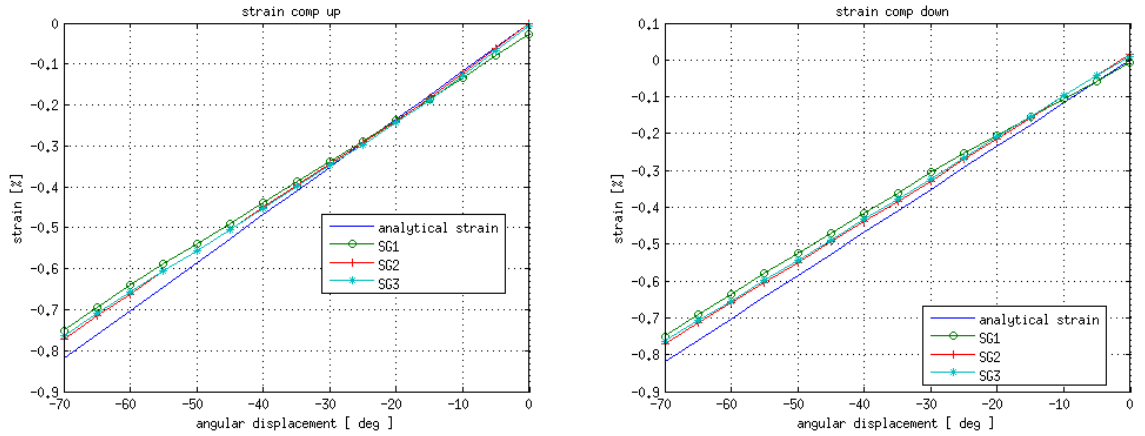 strain comp up
0
−0.1
−0.2
−0.3
−0.4
−0.5
−0.6
−0.7
−0.8
−0.9
strain [%]
analytical strain
SG1
SG2
SG3
−70 −60 −50 −40 −30 −20 −10 0
angular displacement [ deg ]
strain comp down
0.1
0
−0.1
−0.2
−0.3
−0.4
−0.5
−0.6
−0.7
−0.8
−0.9
strain [%]
analytical strain
SG1
SG2
SG3
−70 −60 −50 −40 −30 −20 −10 0
angular displacement [ deg ]